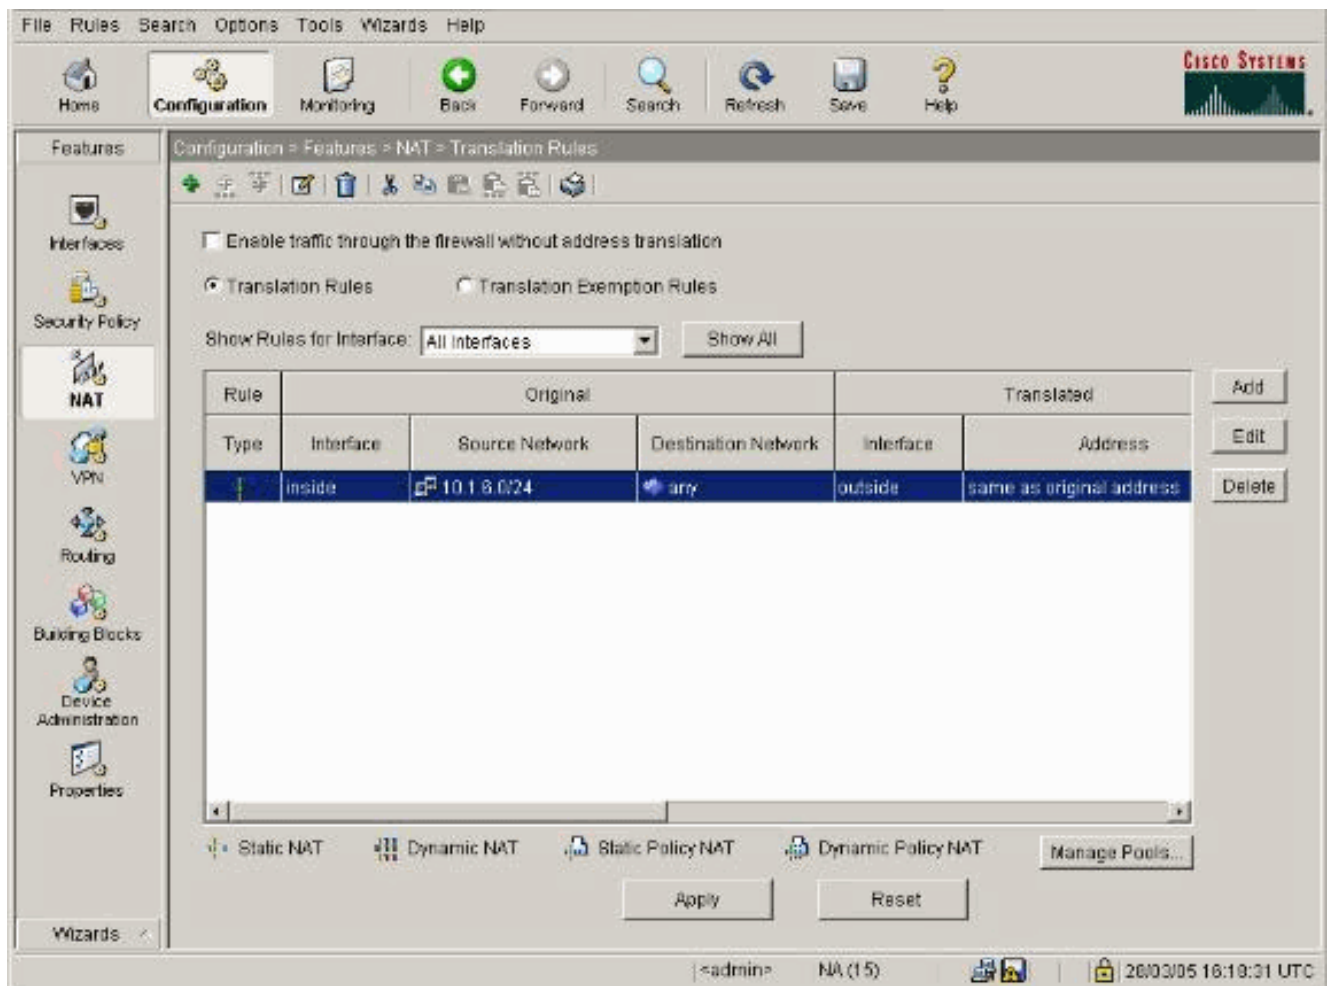 File Rules Search Options Tools Wizards Help
Home Configuration Monitoring Back Forward Search Refresh Save Help
CISCO SYSTEMS
Features
Configuration > Features > NAT > Translation Rules
Interfaces
Enable traffic through the firewall without address translation
Translation Rules Translation Exemption Rules
Security Policy
Show Rules for Interface: All Interfaces Show All
NAT
Rule Original Translated Add
Type Interface Source Network Destination Network Interface Address Edit
VPN
inside 10.1.6.0/24 any outside same as original address Delete
Routing
Building Blocks
Device
Administration
Properties
Static NAT Dynamic NAT Static Policy NAT Dynamic Policy NAT Manage Pools...
Apply Reset
Wizards
<admin> NA (15) 28/03/05 16:18:31 UTC